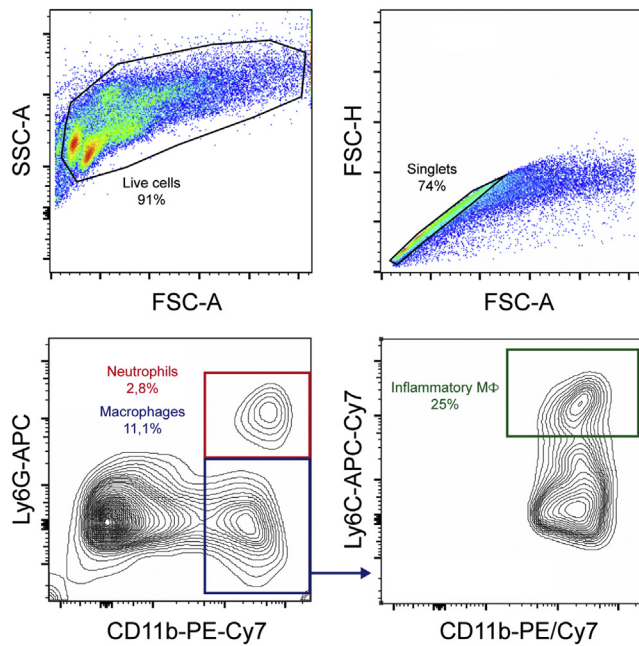 SSC-A
Live cells
91%
FSC-A
FSC-H
Singlets
74%
FSC-A
Ly6G-APC
Neutrophils
2,8%
Macrophages
11,1%
CD11b-PE-Cy7
Ly6C-APC-Cy7
Inflammatory MΦ
25%
CD11b-PE/Cy7